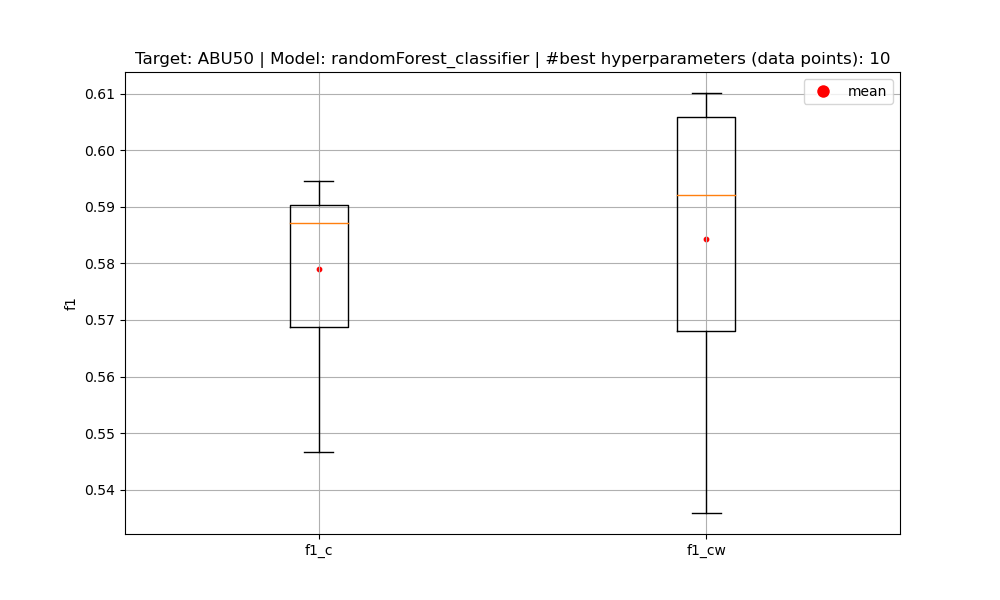 Target: ABU50 | Model: randomForest_classifier | #best hyperparameters (data points): 10
mean
0.61
0.60
0.59
0.58
0.57
0.56
0.55
0.54
f1
f1_c
f1_cw